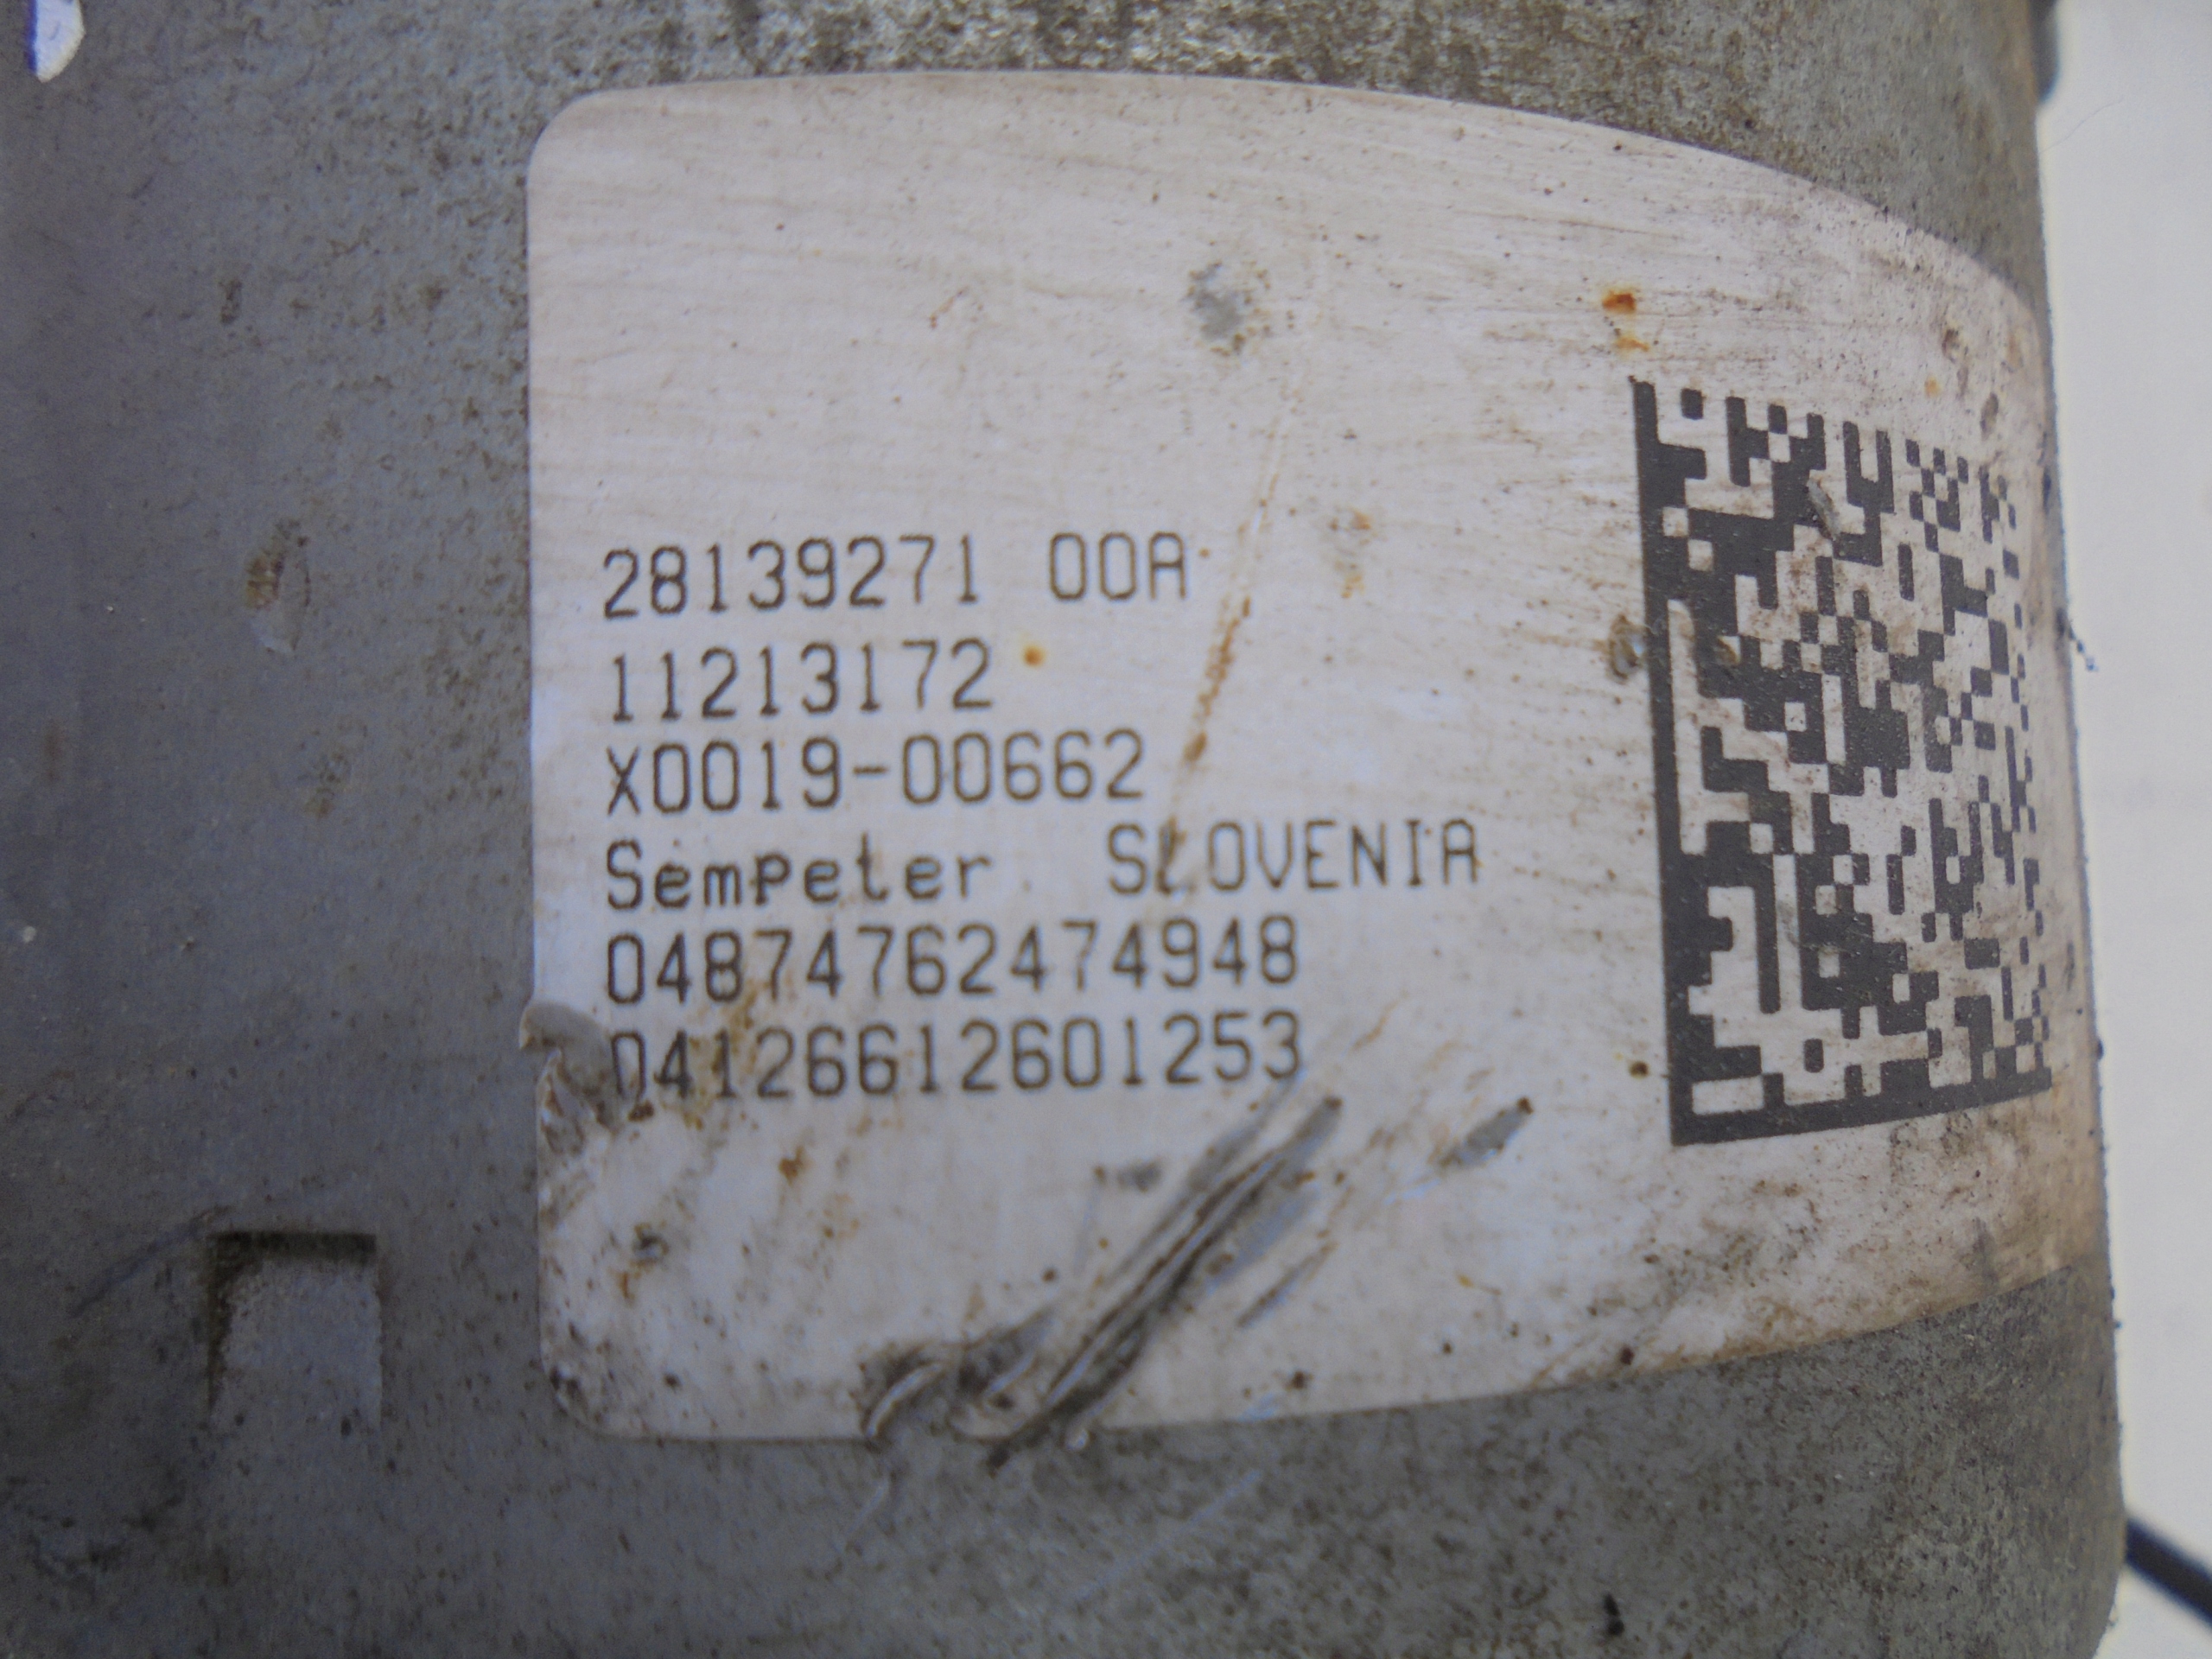 28139271 00A
11213172
X0019-00662
Sempeter SLOVENIA
04874762474948
04126612601253